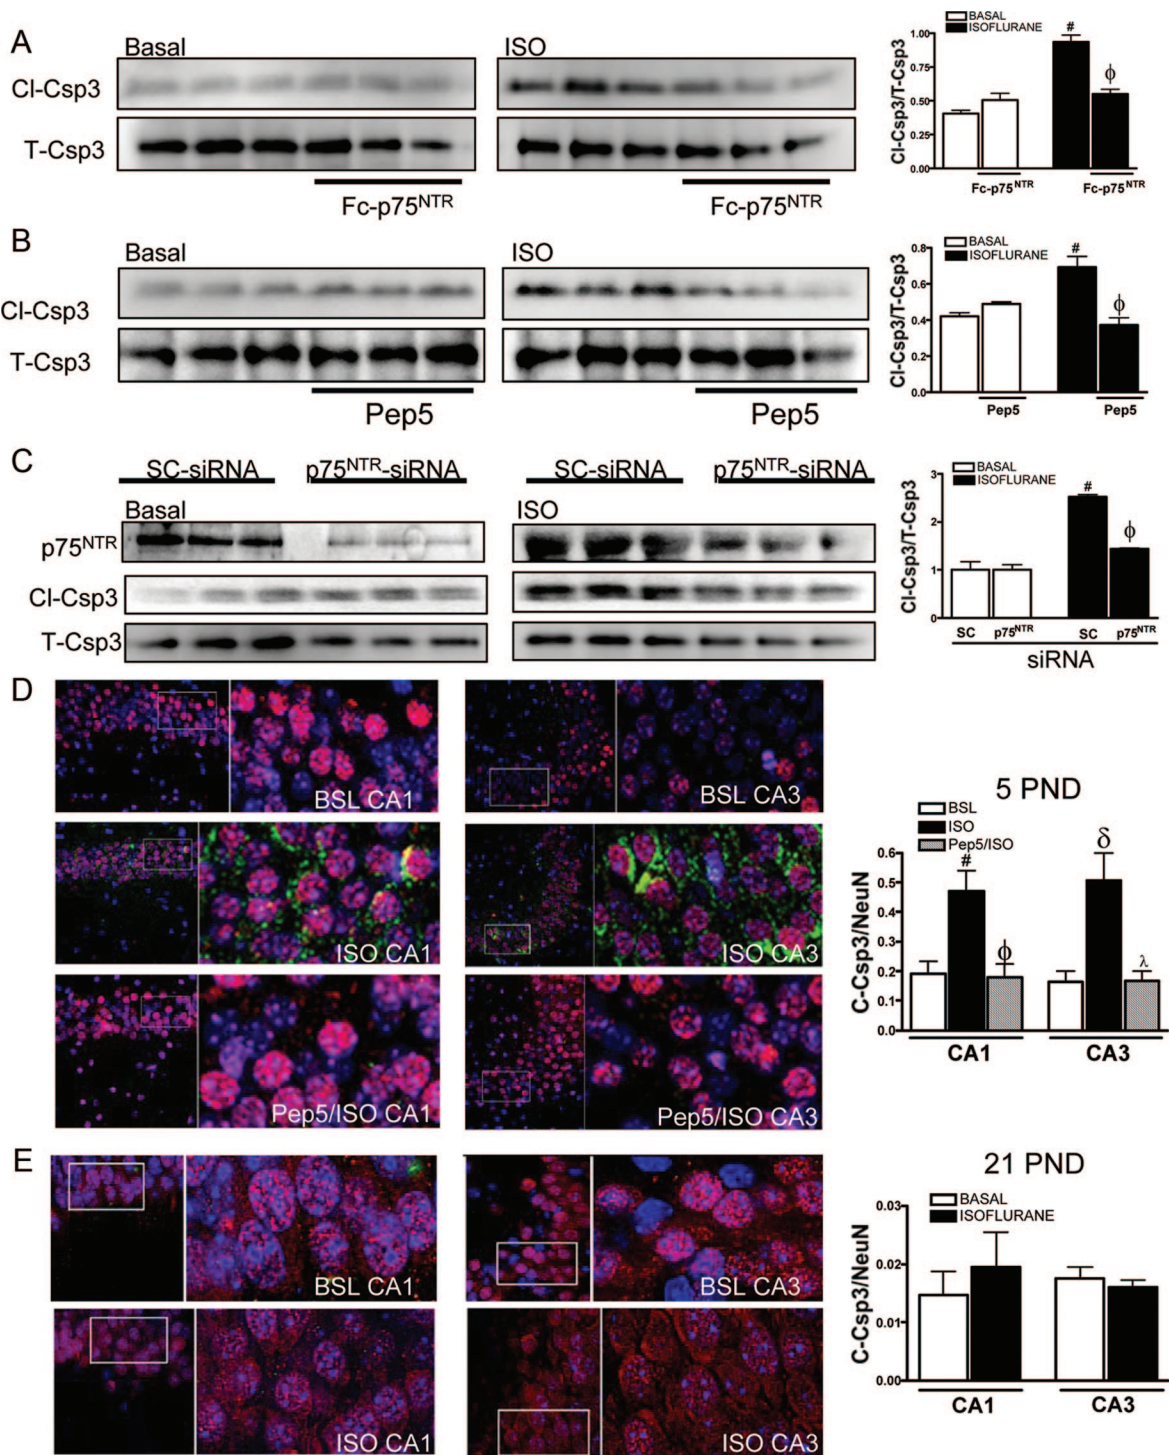 A
Basal
ISO
Cl-Csp3
T-Csp3
Fc-p75NTR
Fc-p75NTR
BASAL
ISOFLURANE
Cl-Csp3/T-Csp3
1.00
0.75
0.50
0.25
0.00
#
ϕ
Fc-p75NTR
Fc-p75NTR
B
Basal
ISO
Cl-Csp3
T-Csp3
Pep5
Pep5
BASAL
ISOFLURANE
Cl-Csp3/T-Csp3
0.8
0.6
0.4
0.2
0.0
#
ϕ
Pep5
Pep5
C
SC-siRNA
p75NTR-siRNA
SC-siRNA
p75NTR-siRNA
Basal
ISO
p75NTR
Cl-Csp3
T-Csp3
BASAL
ISOFLURANE
Cl-Csp3/T-Csp3
3
2
1
0
#
ϕ
SC
p75NTR
SC
p75NTR
siRNA
D
BSL CA1
BSL CA3
ISO CA1
ISO CA3
Pep5/ISO CA1
Pep5/ISO CA3
5 PND
BSL
ISO
Pep5/ISO
C-Csp3/NeuN
0.6
0.5
0.4
0.3
0.2
0.1
0.0
#
ϕ
δ
λ
CA1
CA3
E
BSL CA1
BSL CA3
ISO CA1
ISO CA3
21 PND
BASAL
ISOFLURANE
C-Csp3/NeuN
0.03
0.02
0.01
0.00
CA1
CA3